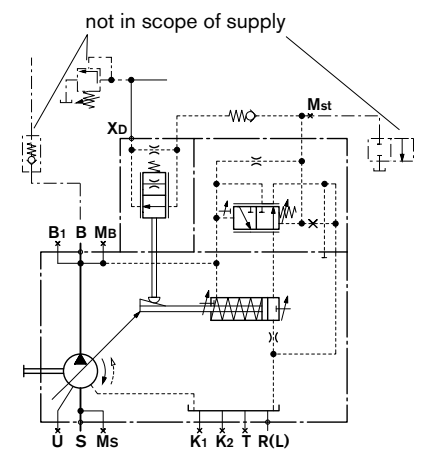 not in scope of supply
XD
Mst
B1 B MB
U S MS K1 K2 T R(L)